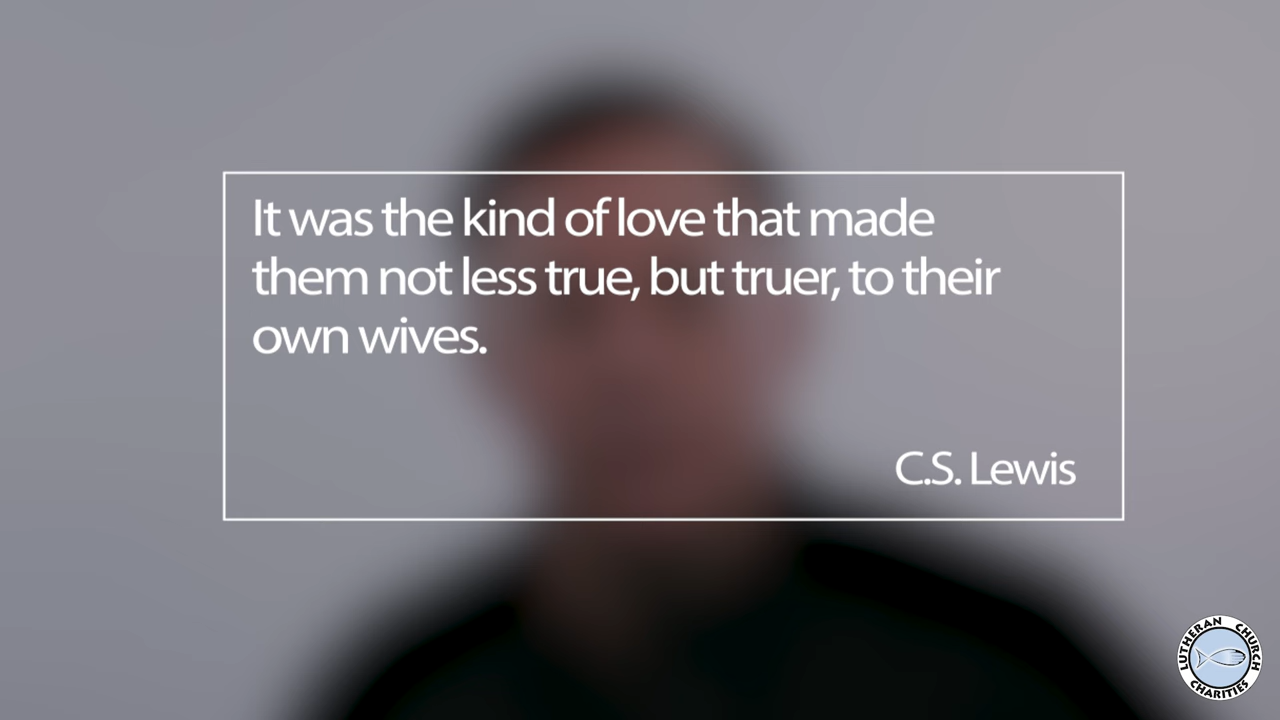 It was the kind of love that made
them not less true, but truer, to their
own wives.
C.S. Lewis
LUTHERAN CHURCH
CHARITIES